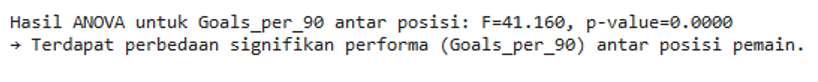 Hasil ANOVA untuk Goals_per_90 antar posisi: F=41.160, p-value=0.0000
→ Terdapat perbedaan signifikan performa (Goals_per_90) antar posisi pemain.